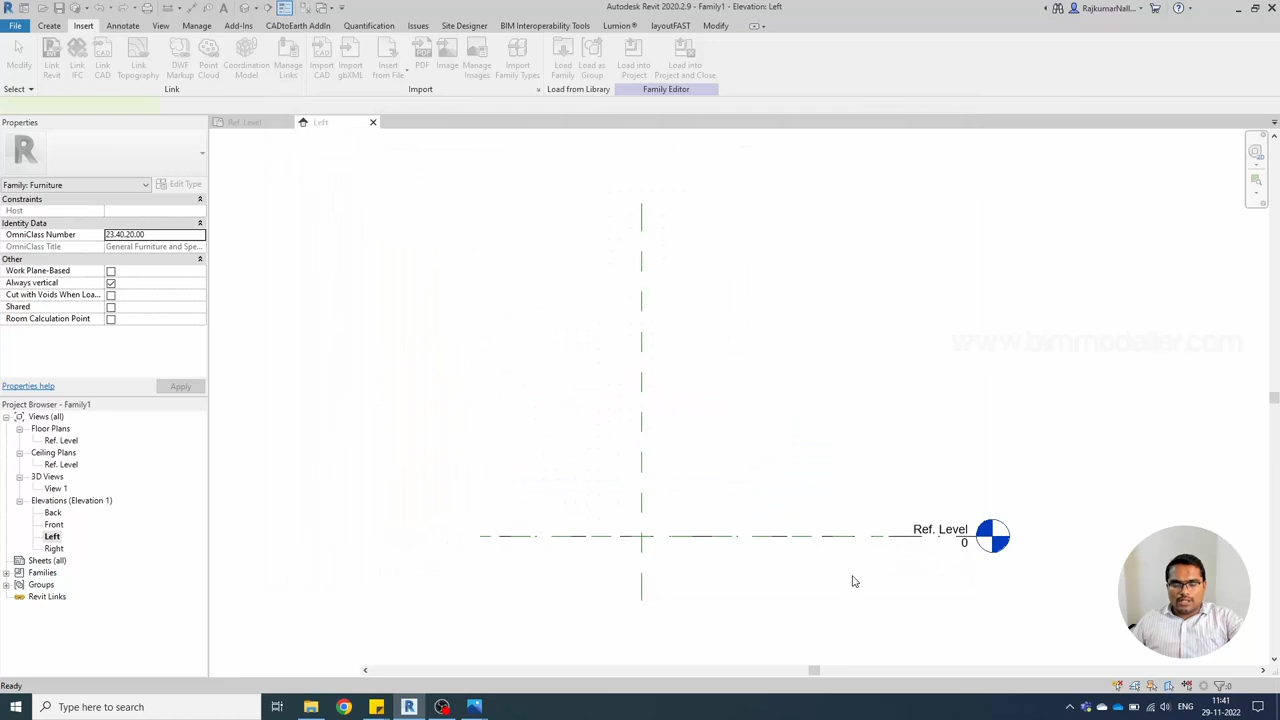 Autodesk Revit 2020.2.9 - Family1 - Elevation: Left
RajkumarNall...
File Create Insert Annotate View Manage Add-Ins CADtoEarth AddIn Quantification Issues Site Designer BIM Interoperability Tools Lumion® layoutFAST Modify
Modify
Link Revit
Link IFC
Link CAD
Link Topography
DWF Markup
Point Cloud
Coordination Model
Manage Links
Import CAD
Import gbXML
Insert from File
PDF
Image
Manage Images
Import Family Types
Load Family
Load as Group
Load into Project
Load into Project and Close
Select Link Import Load from Library Family Editor
Properties
Ref. Level
Left
R
Family: Furniture
Edit Type
Constraints
Host
Identity Data
OmniClass Number 23.40.20.00
OmniClass Title General Furniture and Spe...
Other
Work Plane-Based
Always vertical
Cut with Voids When Loa...
Shared
Room Calculation Point
www.bimmodeller.com
Properties help
Apply
Project Browser - Family1
Views (all)
Floor Plans
Ref. Level
Ceiling Plans
Ref. Level
3D Views
View 1
Elevations (Elevation 1)
Back
Front
Left
Right
Sheets (all)
Families
Groups
Revit Links
Ref. Level
0
Ready
:0
Type here to search
ENG
11:41
29-11-2022